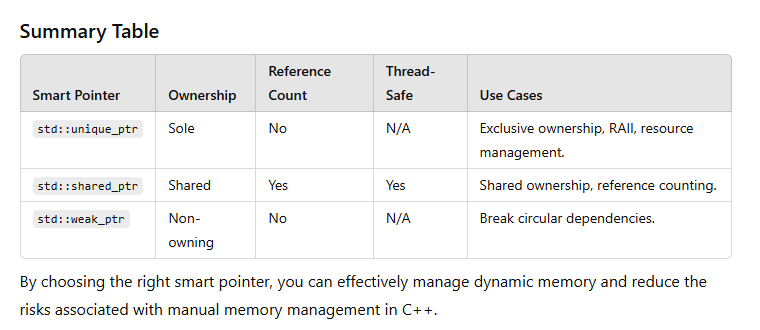 Summary Table
Smart Pointer Ownership Reference Count Thread-Safe Use Cases
std::unique_ptr Sole No N/A Exclusive ownership, RAII, resource management.
std::shared_ptr Shared Yes Yes Shared ownership, reference counting.
std::weak_ptr Non-owning No N/A Break circular dependencies.
By choosing the right smart pointer, you can effectively manage dynamic memory and reduce the
risks associated with manual memory management in C++.